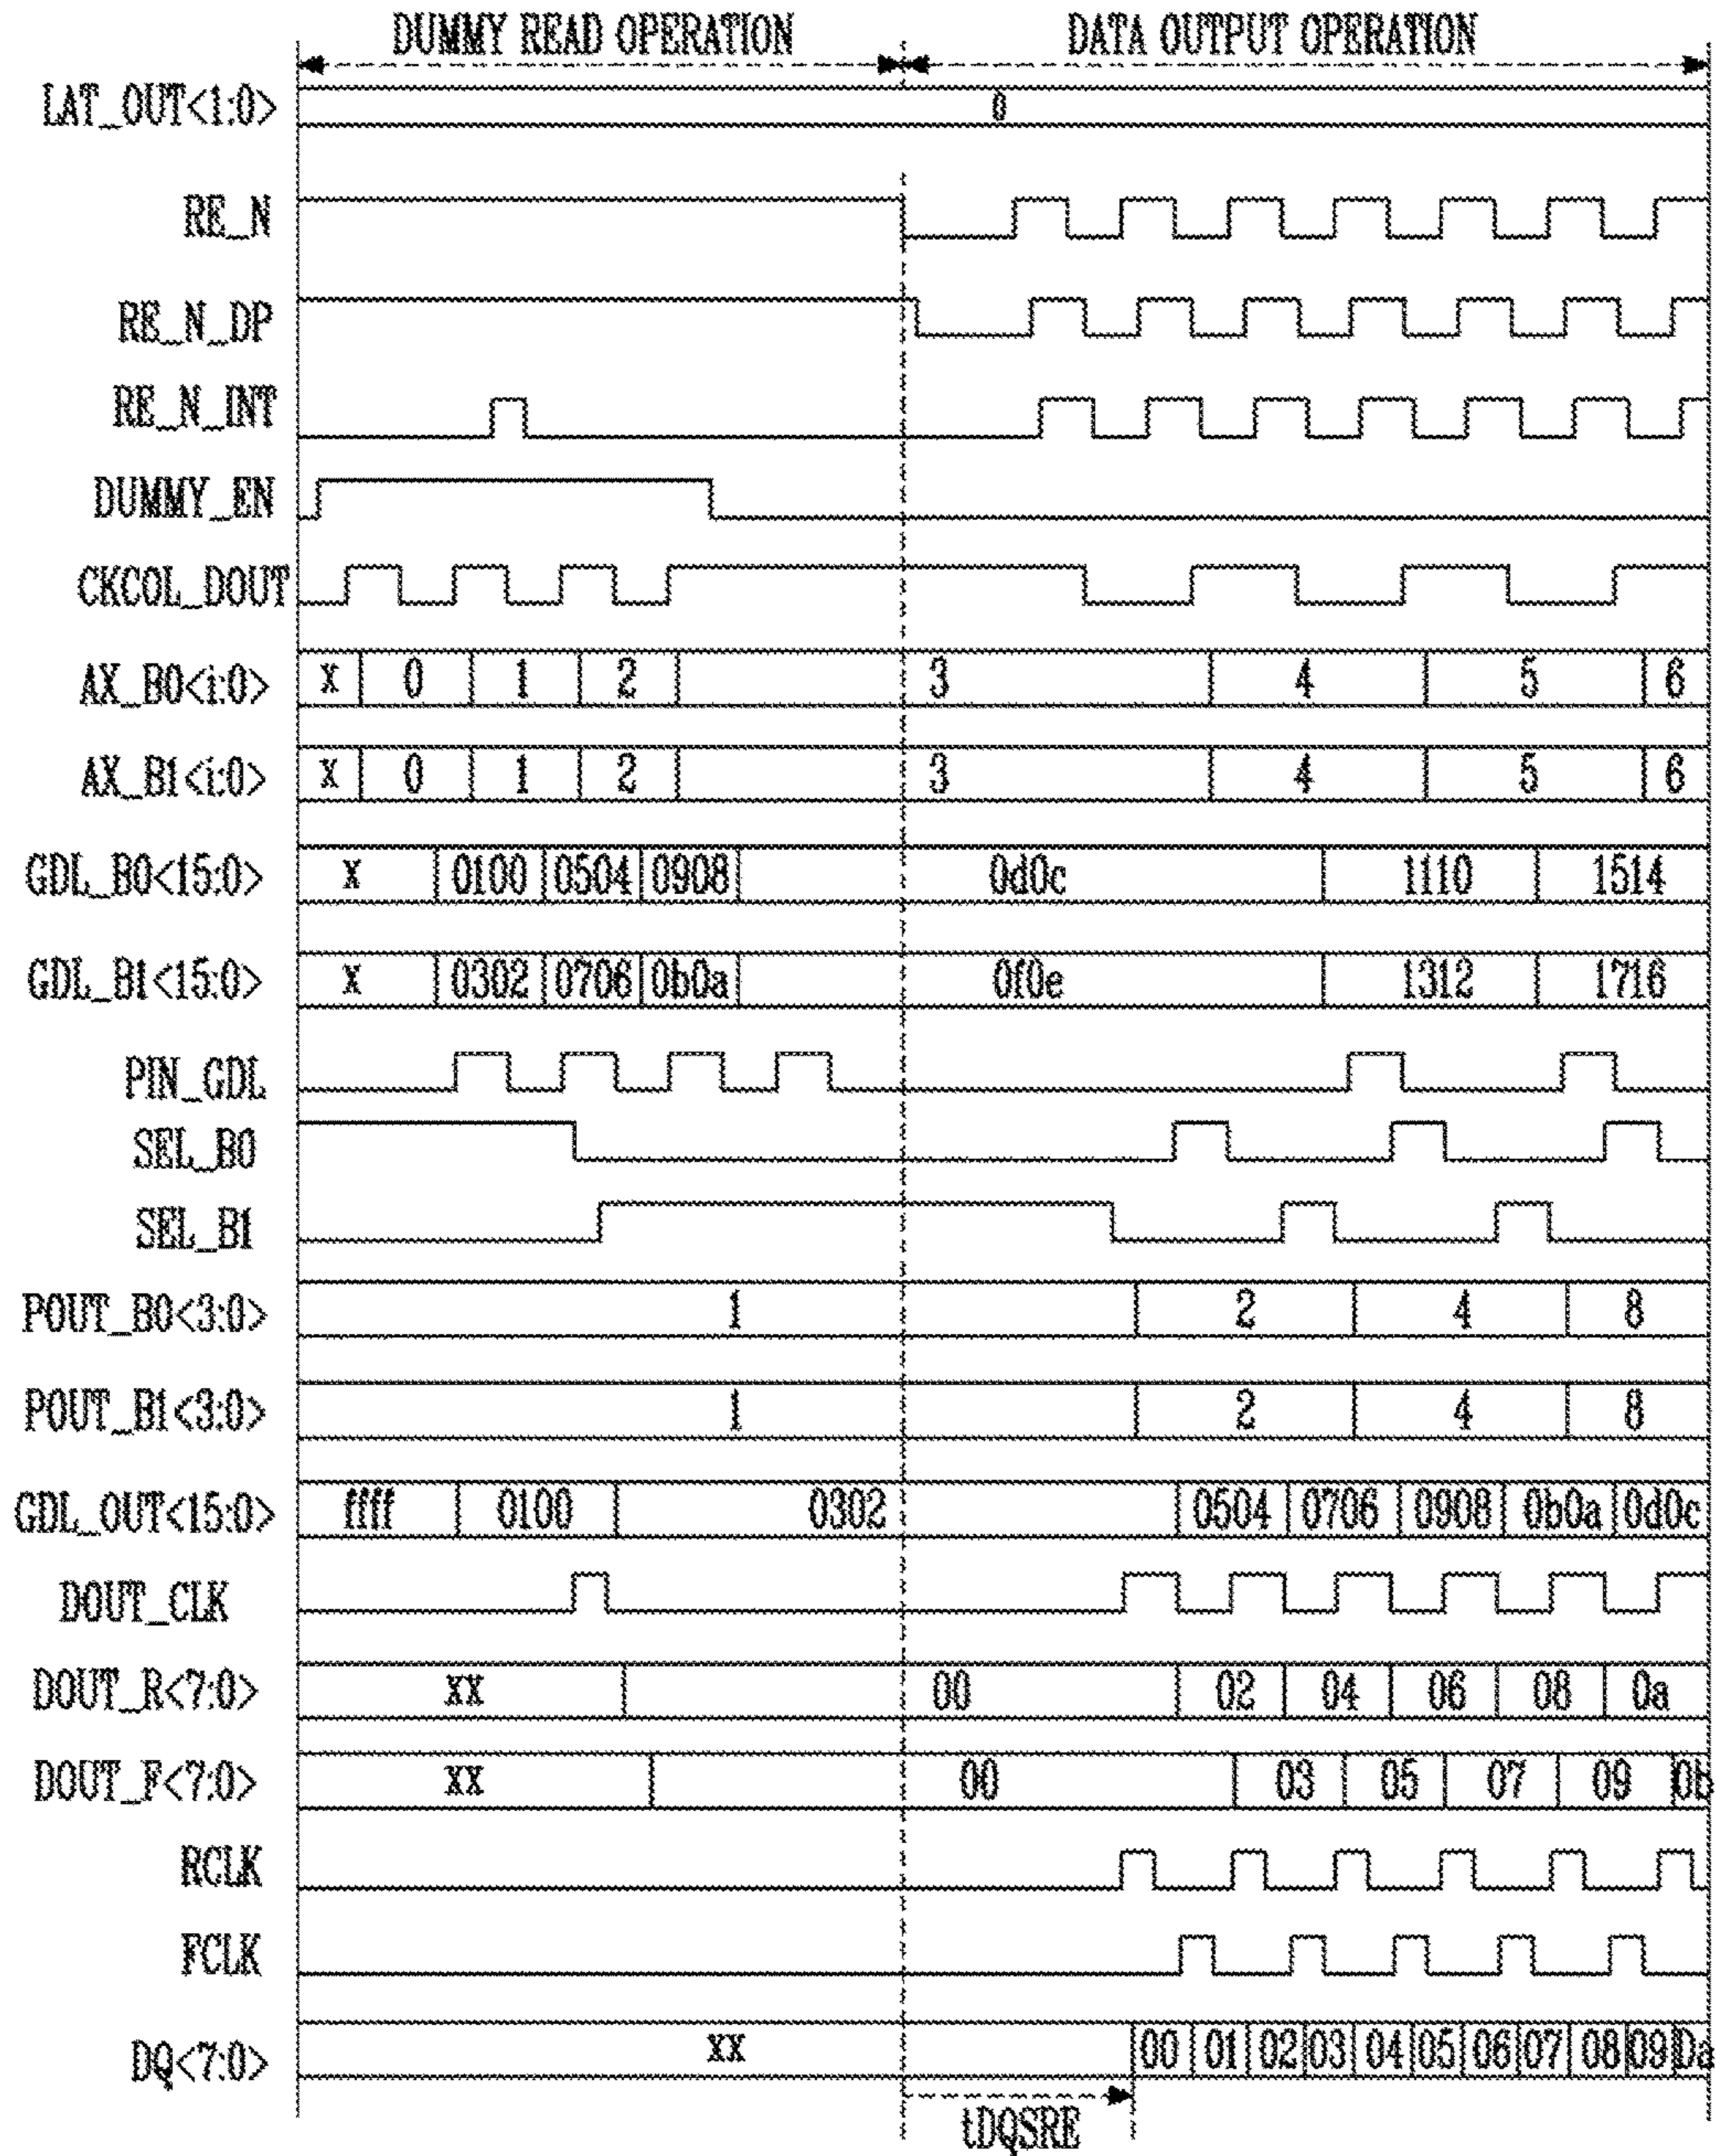 DUMMY READ OPERATION DATA OUTPUT OPERATION
LAT_OUT<1:0> 0
RE_N
RE_N_DP
RE_N_INT
DUMMY_EN
CKCOL_DOUT
AX_B0<i:0> x 0 1 2 3 4 5 6
AX_B1<i:0> x 0 1 2 3 4 5 6
GDL_B0<15:0> x 0100 0504 0908 0d0c 1110 1514
GDL_B1<15:0> x 0302 0706 0b0a 0f0e 1312 1716
PIN_GDL
SEL_B0
SEL_B1
POUT_B0<3:0> 1 2 4 8
POUT_B1<3:0> 1 2 4 8
GDL_OUT<15:0> ffff 0100 0302 0504 0706 0908 0b0a 0d0c
DOUT_CLK
DOUT_R<7:0> xx 00 02 04 06 08 0a
DOUT_F<7:0> xx 00 03 05 07 09 0b
RCLK
FCLK
DQ<7:0> xx 00 01 02 03 04 05 06 07 08 09 0a
tDQSRE